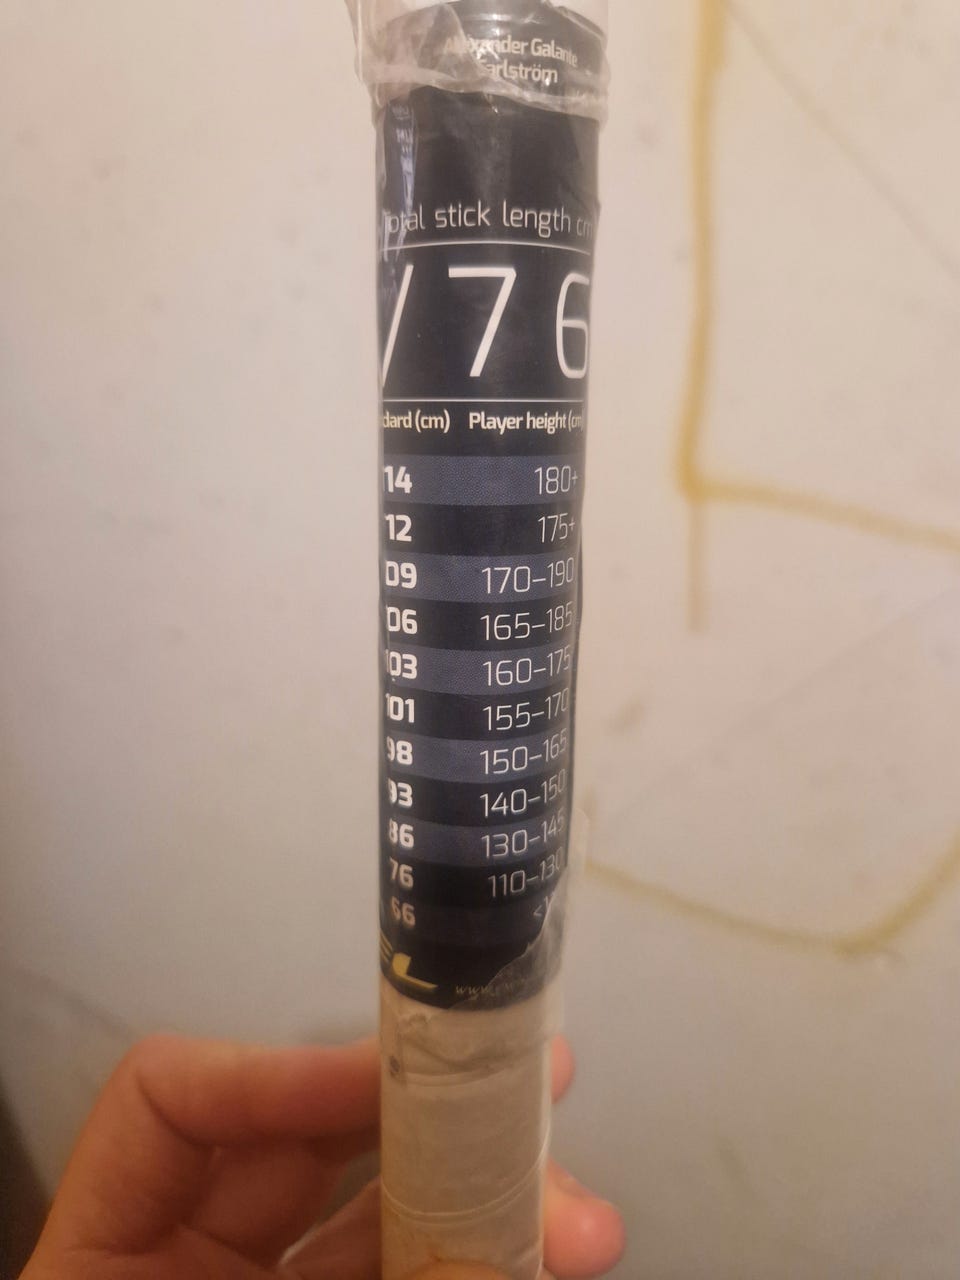 Alexander Galante
Carlström
Total stick length cm
/76
dard (cm) Player height (cm)
14 180+
12 175+
09 170–190
06 165–185
103 160–175
101 155–170
98 150–165
93 140–150
86 130–145
76 110–130
66
EL